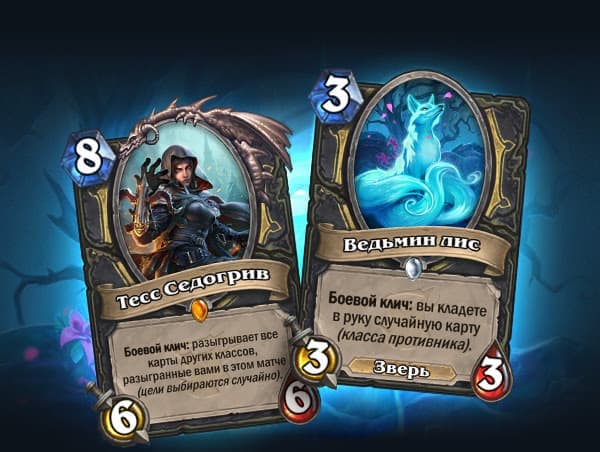 8
Тесс Седогрив
Боевой клич: разыгрывает все
карты других классов,
разыгранные вами в этом матче
(цели выбираются случайно).
6
6
3
Ведьмин лис
Боевой клич: вы кладете
в руку случайную карту
(класса противника).
Зверь
3
3